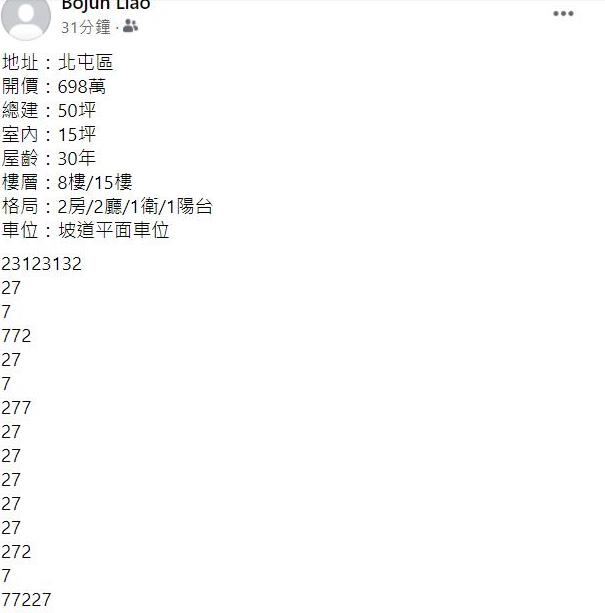 Bojun Liao
31分鐘 ·
地址：北屯區
開價：698萬
總建：50坪
室內：15坪
屋齡：30年
樓層：8樓/15樓
格局：2房/2廳/1衛/1陽台
車位：坡道平面車位
23123132
27
7
772
27
7
277
27
27
27
27
27
272
7
77227